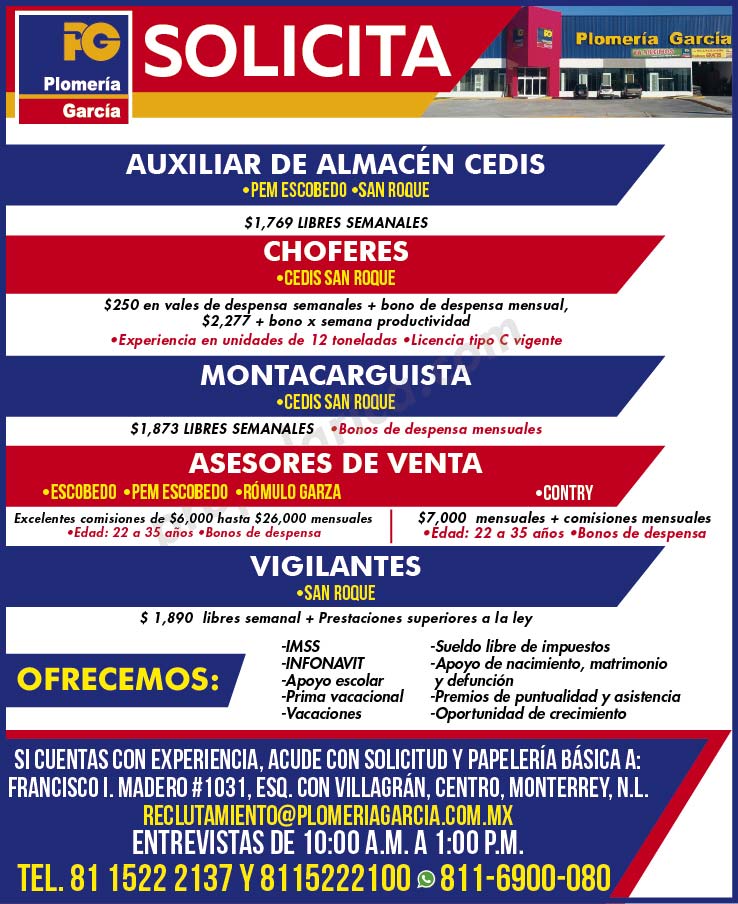 PG
Plomería
García
SOLICITA
PG
Plomería García
AUXILIAR DE ALMACÉN CEDIS
•PEM ESCOBEDO •SAN ROQUE
$1,769 LIBRES SEMANALES
CHOFERES
•CEDIS SAN ROQUE
$250 en vales de despensa semanales + bono de despensa mensual,
$2,277 + bono x semana productividad
•Experiencia en unidades de 12 toneladas •Licencia tipo C vigente
MONTACARGUISTA
•CEDIS SAN ROQUE
$1,873 LIBRES SEMANALES •Bonos de despensa mensuales
ASESORES DE VENTA
•ESCOBEDO •PEM ESCOBEDO •RÓMULO GARZA
Excelentes comisiones de $6,000 hasta $26,000 mensuales
•Edad: 22 a 35 años •Bonos de despensa
•CONTRY
$7,000 mensuales + comisiones mensuales
•Edad: 22 a 35 años •Bonos de despensa
VIGILANTES
•SAN ROQUE
$ 1,890 libres semanal + Prestaciones superiores a la ley
OFRECEMOS:
-IMSS
-INFONAVIT
-Apoyo escolar
-Prima vacacional
-Vacaciones
-Sueldo libre de impuestos
-Apoyo de nacimiento, matrimonio
y defunción
-Premios de puntualidad y asistencia
-Oportunidad de crecimiento
SI CUENTAS CON EXPERIENCIA, ACUDE CON SOLICITUD Y PAPELERÍA BÁSICA A:
FRANCISCO I. MADERO #1031, ESQ. CON VILLAGRÁN, CENTRO, MONTERREY, N.L.
RECLUTAMIENTO@PLOMERIAGARCIA.COM.MX
ENTREVISTAS DE 10:00 A.M. A 1:00 P.M.
TEL. 81 1522 2137 Y 8115222100 811-6900-080